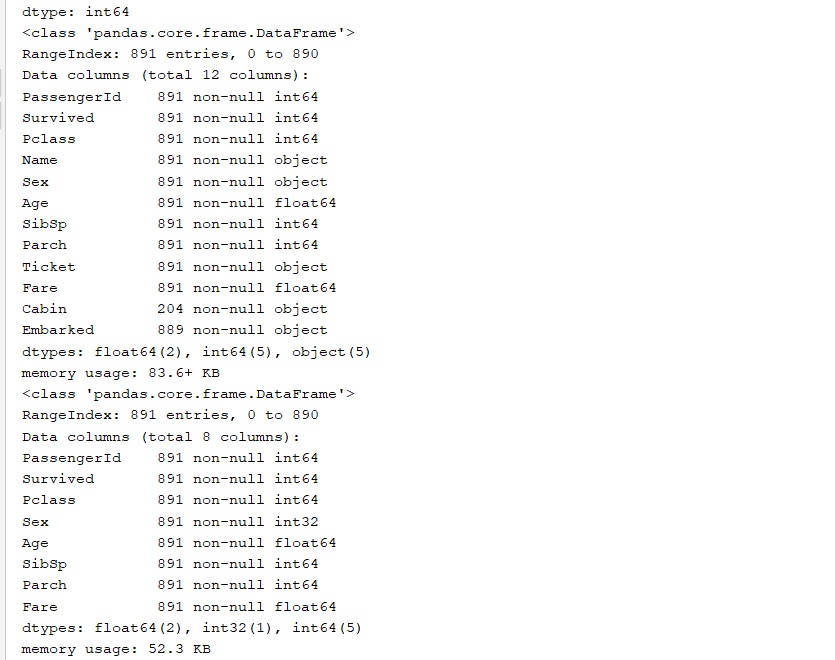 dtype: int64
<class 'pandas.core.frame.DataFrame'>
RangeIndex: 891 entries, 0 to 890
Data columns (total 12 columns):
PassengerId    891 non-null int64
Survived       891 non-null int64
Pclass         891 non-null int64
Name           891 non-null object
Sex            891 non-null object
Age            891 non-null float64
SibSp          891 non-null int64
Parch          891 non-null int64
Ticket         891 non-null object
Fare           891 non-null float64
Cabin          204 non-null object
Embarked       889 non-null object
dtypes: float64(2), int64(5), object(5)
memory usage: 83.6+ KB
<class 'pandas.core.frame.DataFrame'>
RangeIndex: 891 entries, 0 to 890
Data columns (total 8 columns):
PassengerId    891 non-null int64
Survived       891 non-null int64
Pclass         891 non-null int64
Sex            891 non-null int32
Age            891 non-null float64
SibSp          891 non-null int64
Parch          891 non-null int64
Fare           891 non-null float64
dtypes: float64(2), int32(1), int64(5)
memory usage: 52.3 KB